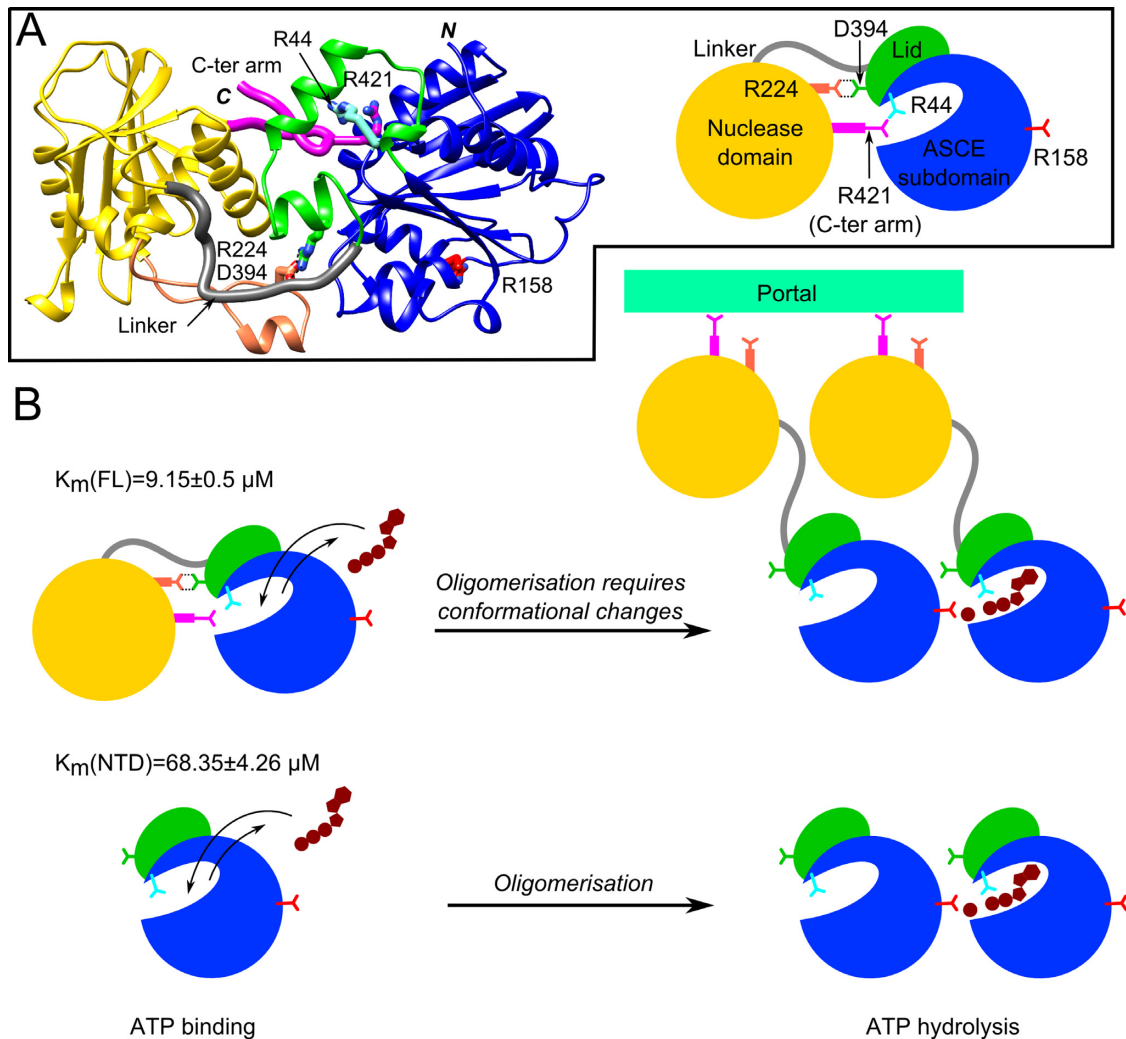 A
R44
N
C-ter arm
R421
C
R224
D394
R158
Linker
D394
Linker
Lid
R224
R44
Nuclease
domain
ASCE
subdomain
R158
R421
(C-ter arm)
Portal
B
Km(FL)=9.15±0.5 µM
Oligomerisation requires
conformational changes
Km(NTD)=68.35±4.26 µM
Oligomerisation
ATP binding
ATP hydrolysis